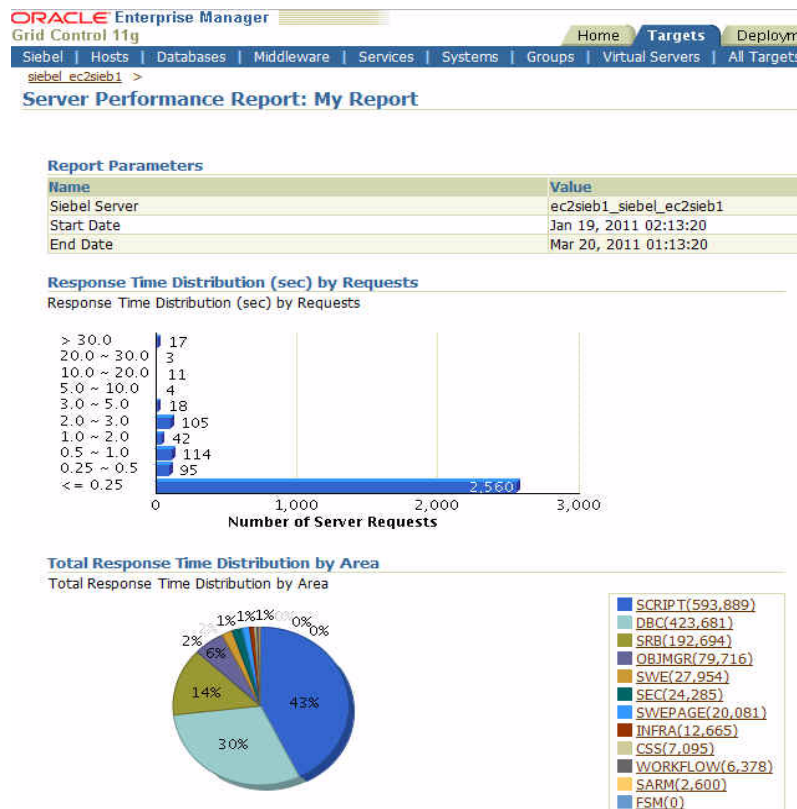 ORACLE Enterprise Manager
Grid Control 11g
Home Targets Deploym
Siebel | Hosts | Databases | Middleware | Services | Systems | Groups | Virtual Servers | All Targets
siebel_ec2sieb1 >
Server Performance Report: My Report
Report Parameters
Name Value
Siebel Server ec2sieb1_siebel_ec2sieb1
Start Date Jan 19, 2011 02:13:20
End Date Mar 20, 2011 01:13:20
Response Time Distribution (sec) by Requests
Response Time Distribution (sec) by Requests
> 30.0 17
20.0 ~ 30.0 3
10.0 ~ 20.0 11
5.0 ~ 10.0 4
3.0 ~ 5.0 18
2.0 ~ 3.0 105
1.0 ~ 2.0 42
0.5 ~ 1.0 114
0.25 ~ 0.5 95
<= 0.25 2,560
0 1,000 2,000 3,000
Number of Server Requests
Total Response Time Distribution by Area
Total Response Time Distribution by Area
1% 1% 1% 0% 0%
2% 2% 0%
6%
14%
43%
30%
SCRIPT(593,889)
DBC(423,681)
SRB(192,694)
OBJMGR(79,716)
SWE(27,954)
SEC(24,285)
SWEPAGE(20,081)
INFRA(12,665)
CSS(7,095)
WORKFLOW(6,378)
SARM(2,600)
FSM(0)